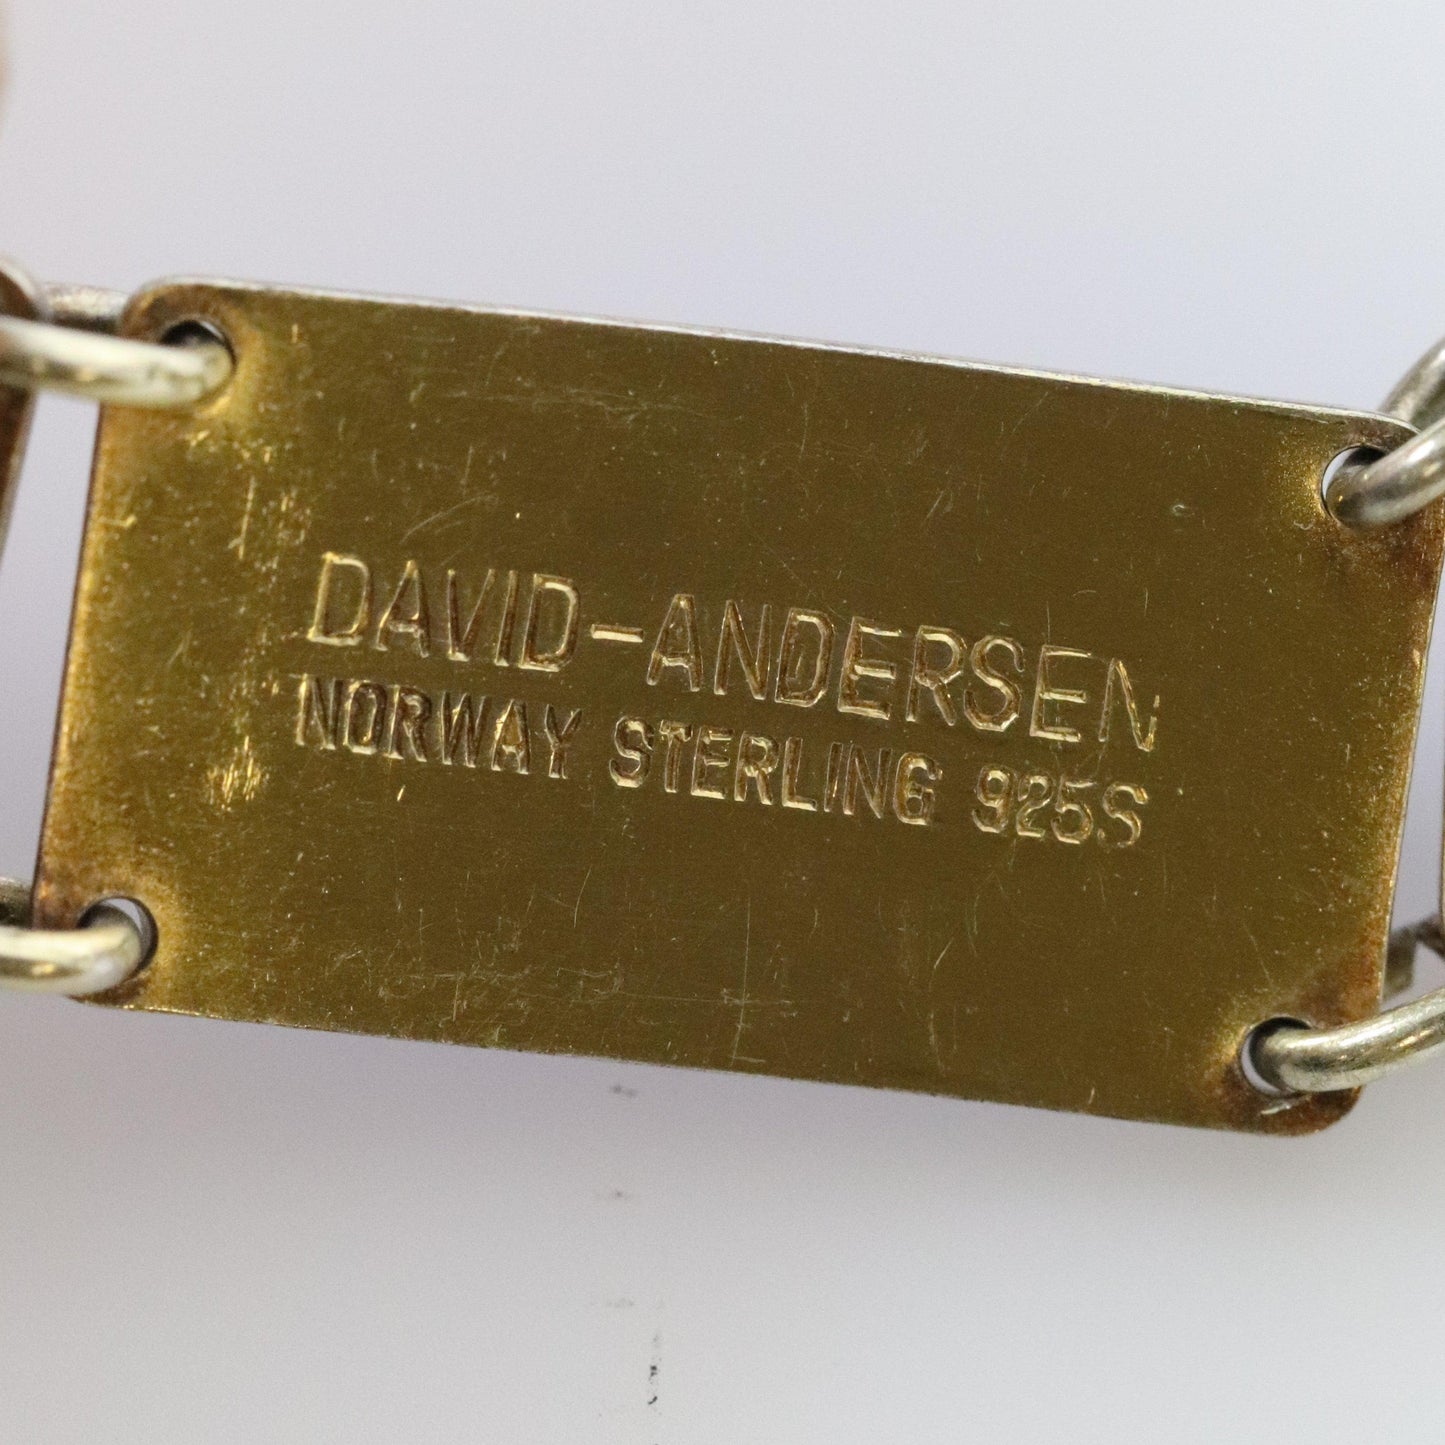 DAVID-ANDERSEN
NORWAY STERLING 925S